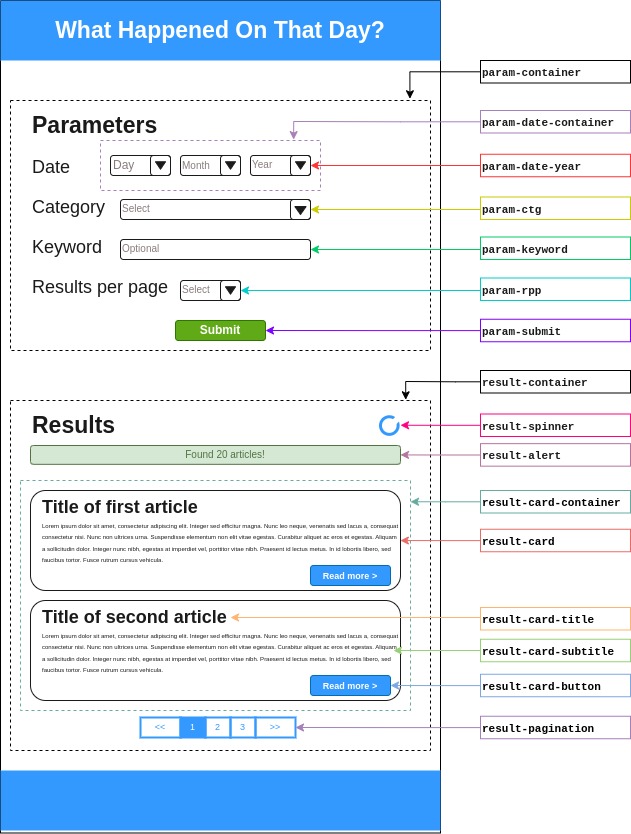 What Happened On That Day?
param-container
Parameters
param-date-container
Date
Day
Month
Year
param-date-year
Category
Select
param-ctg
Keyword
Optional
param-keyword
Results per page
Select
param-rpp
Submit
param-submit
result-container
Results
result-spinner
Found 20 articles!
result-alert
result-card-container
Title of first article
Lorem ipsum dolor sit amet, consectetur adipiscing elit. Integer sed efficitur magna. Nunc leo neque, venenatis sed lacus a, consequat
consectetur nisi. Nunc non ultrices urna. Suspendisse elementum non elit vitae egestas. Curabitur aliquet ac eros et egestas. Aliquam
a sollicitudin dolor. Integer nunc nibh, egestas at imperdiet vel, porttitor vitae nibh. Praesent id lectus metus. In id lobortis libero, sed
faucibus tortor. Fusce rutrum cursus vehicula.
result-card
Read more >
Title of second article
result-card-title
Lorem ipsum dolor sit amet, consectetur adipiscing elit. Integer sed efficitur magna. Nunc leo neque, venenatis sed lacus a, consequat
consectetur nisi. Nunc non ultrices urna. Suspendisse elementum non elit vitae egestas. Curabitur aliquet ac eros et egestas. Aliquam
a sollicitudin dolor. Integer nunc nibh, egestas at imperdiet vel, porttitor vitae nibh. Praesent id lectus metus. In id lobortis libero, sed
faucibus tortor. Fusce rutrum cursus vehicula.
result-card-subtitle
Read more >
result-card-button
<< 1 2 3 >>
result-pagination